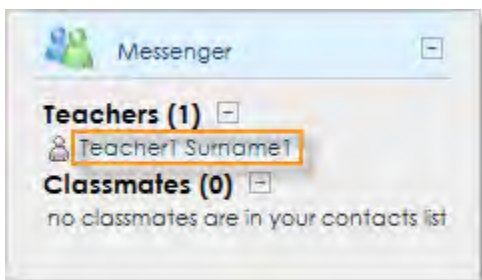 Messenger
Teachers (1)
Teacher1 Surname1
Classmates (0)
no classmates are in your contacts list